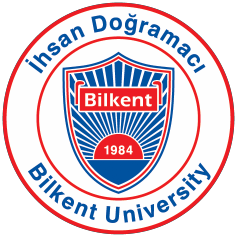 İhsan Doğramacı
Bilkent
1984
Bilkent University